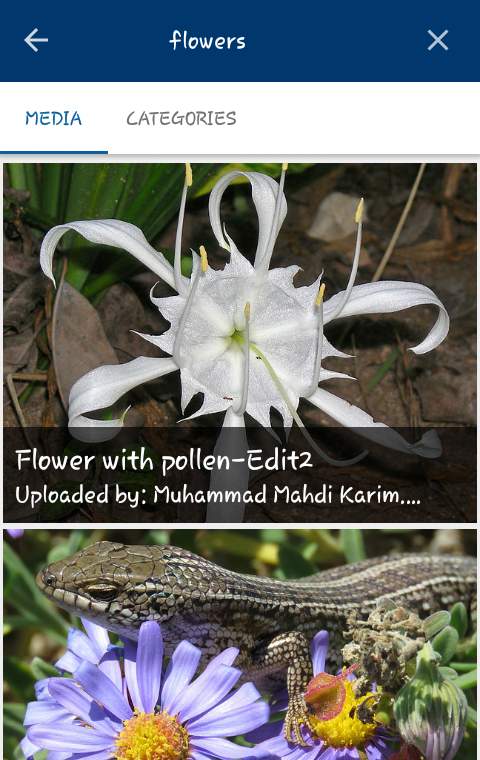 flowers
MEDIA CATEGORIES
Flower with pollen-Edit2
Uploaded by: Muhammad Mahdi Karim....